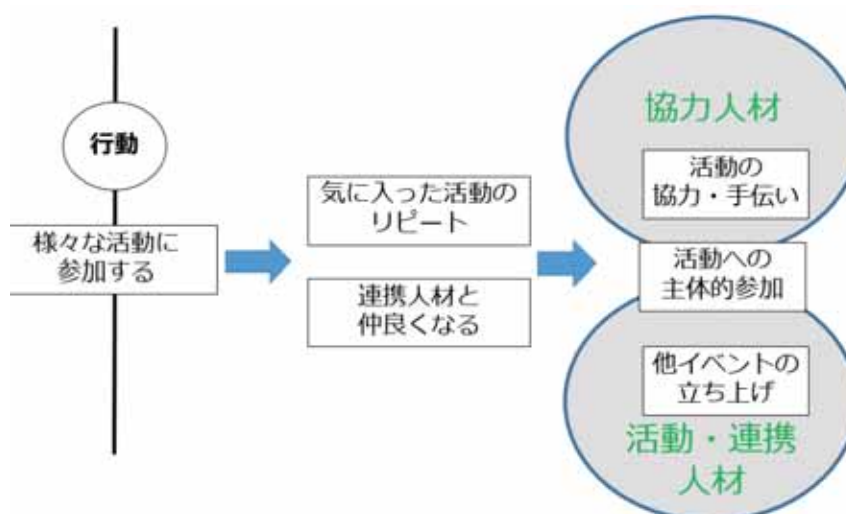 行動
様々な活動に
参加する
気に入った活動の
リピート
連携人材と
仲良くなる
協力人材
活動の
協力・手伝い
活動への
主体的参加
他イベントの
立ち上げ
活動・連携
人材